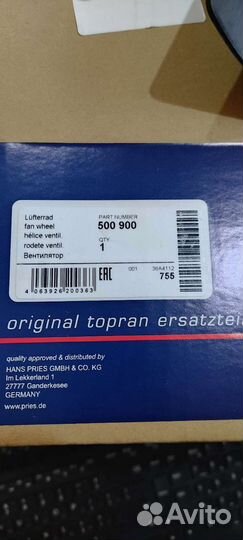 Lüfterrad
PART NUMBER
fan wheel
500 900
hélice ventil.
QTY
rodete ventil.
1
Вентилятор
001
36A4112
EAC
755
4 063926 200363
original topran ersatzteile
quality approved & distributed by
HANS PRIES GMBH & CO. KG
Im Lekkerland 1
27777 Ganderkesee
GERMANY
www.pries.de
Avito